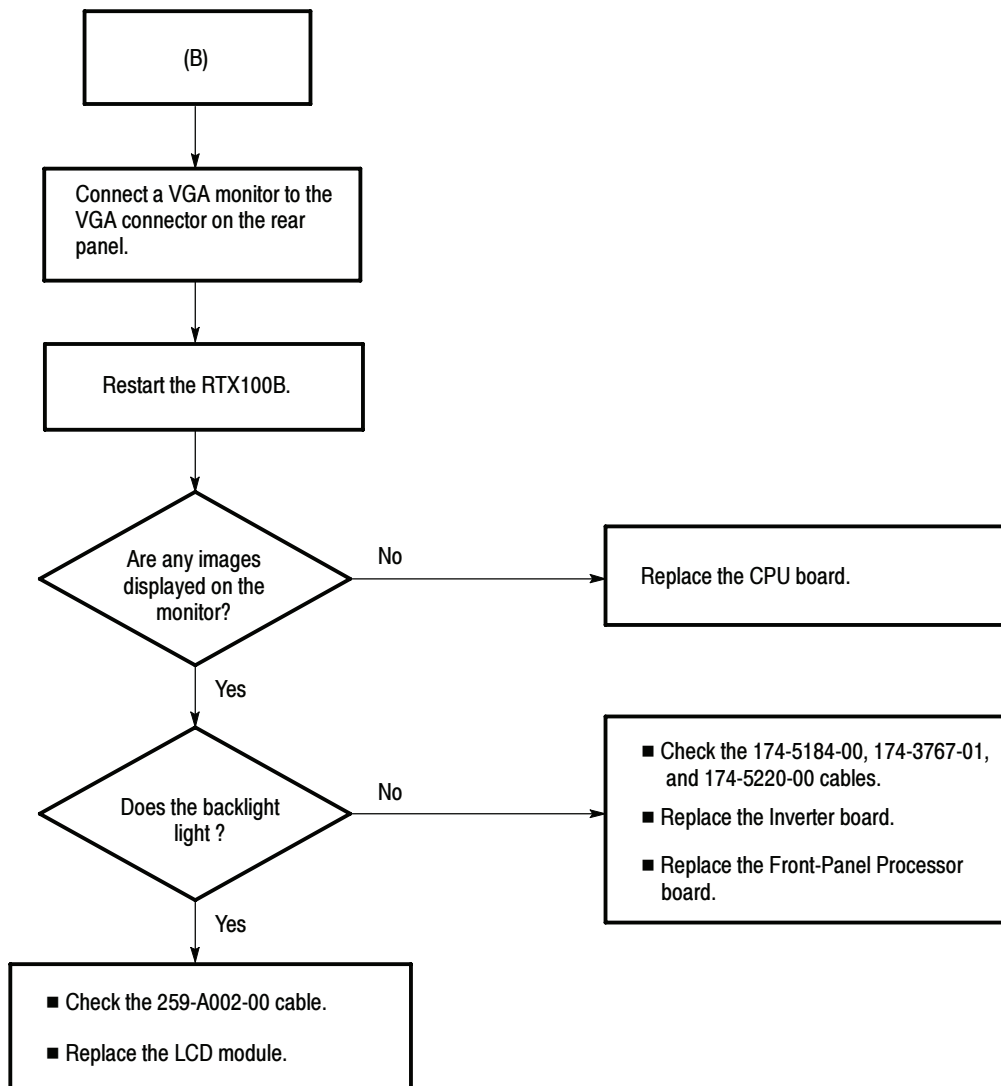 (B)
Connect a VGA monitor to the
VGA connector on the rear
panel.
Restart the RTX100B.
Are any images
displayed on the
monitor?
No
Replace the CPU board.
Yes
Does the backlight
light ?
No
■ Check the 174-5184-00, 174-3767-01,
and 174-5220-00 cables.
■ Replace the Inverter board.
■ Replace the Front-Panel Processor
board.
Yes
■ Check the 259-A002-00 cable.
■ Replace the LCD module.